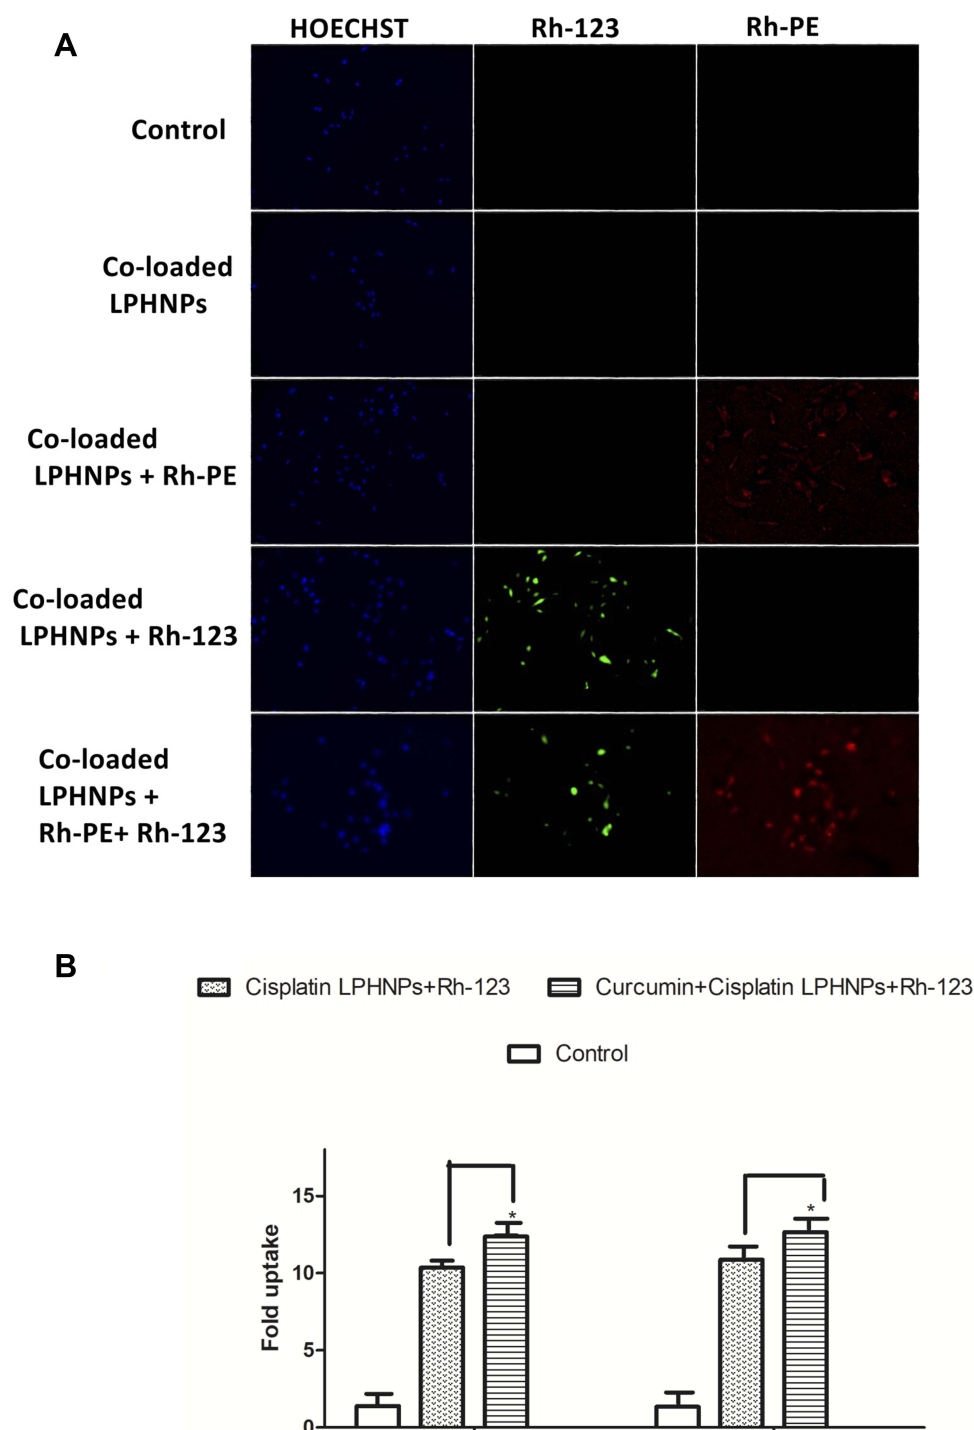 A
HOECHST Rh-123 Rh-PE
Control
Co-loaded
LPHNPs
Co-loaded
LPHNPs + Rh-PE
Co-loaded
LPHNPs + Rh-123
Co-loaded
LPHNPs +
Rh-PE+ Rh-123
B
Cisplatin LPHNPs+Rh-123 Curcumin+Cisplatin LPHNPs+Rh-123
Control
Fold uptake
15
10
5
0
* *